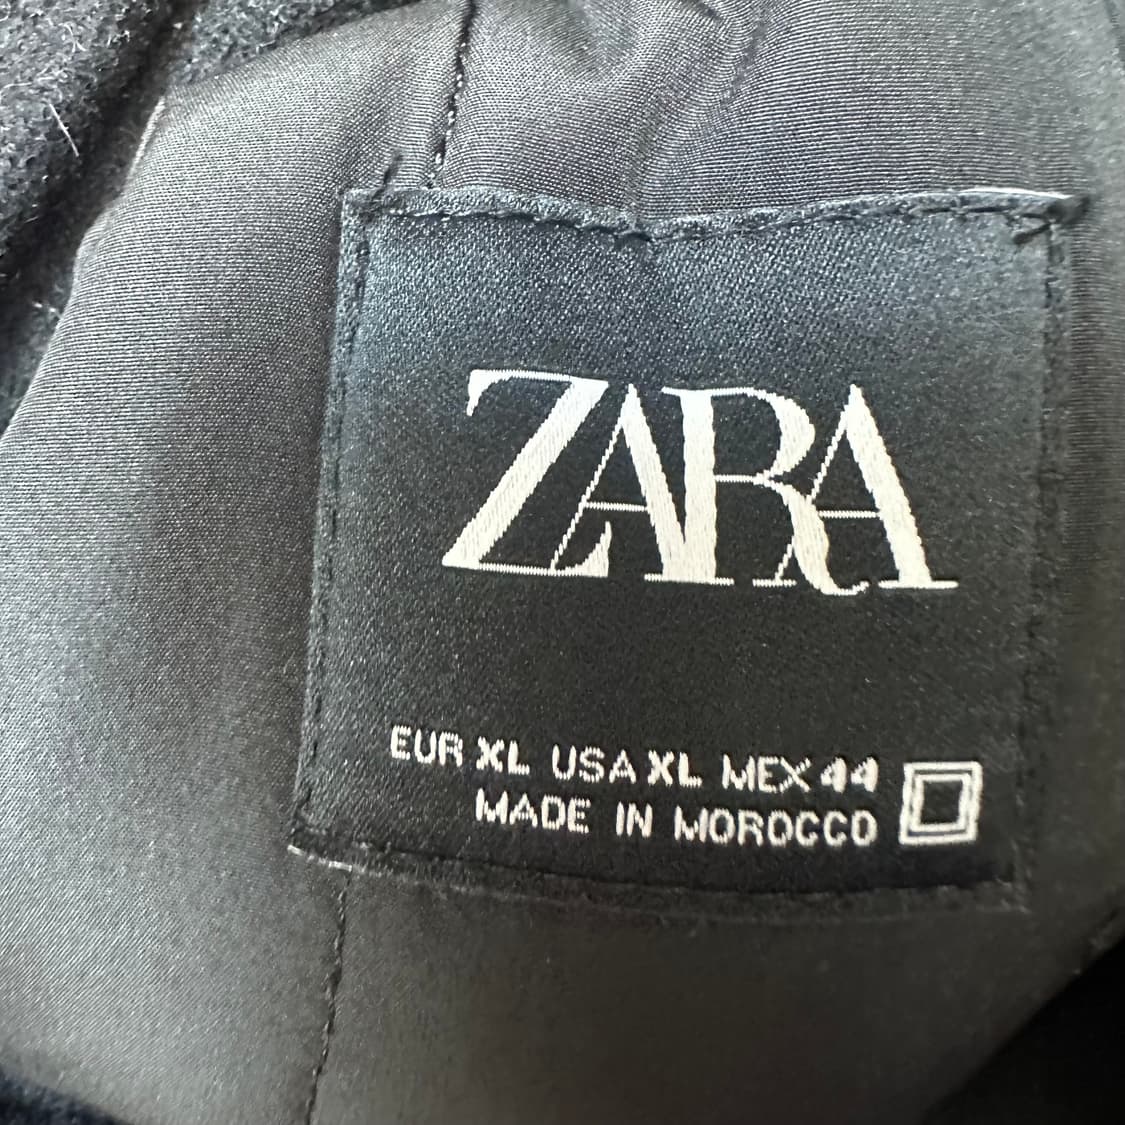 ZARA
EUR XL USA XL MEX 44
MADE IN MOROCCO